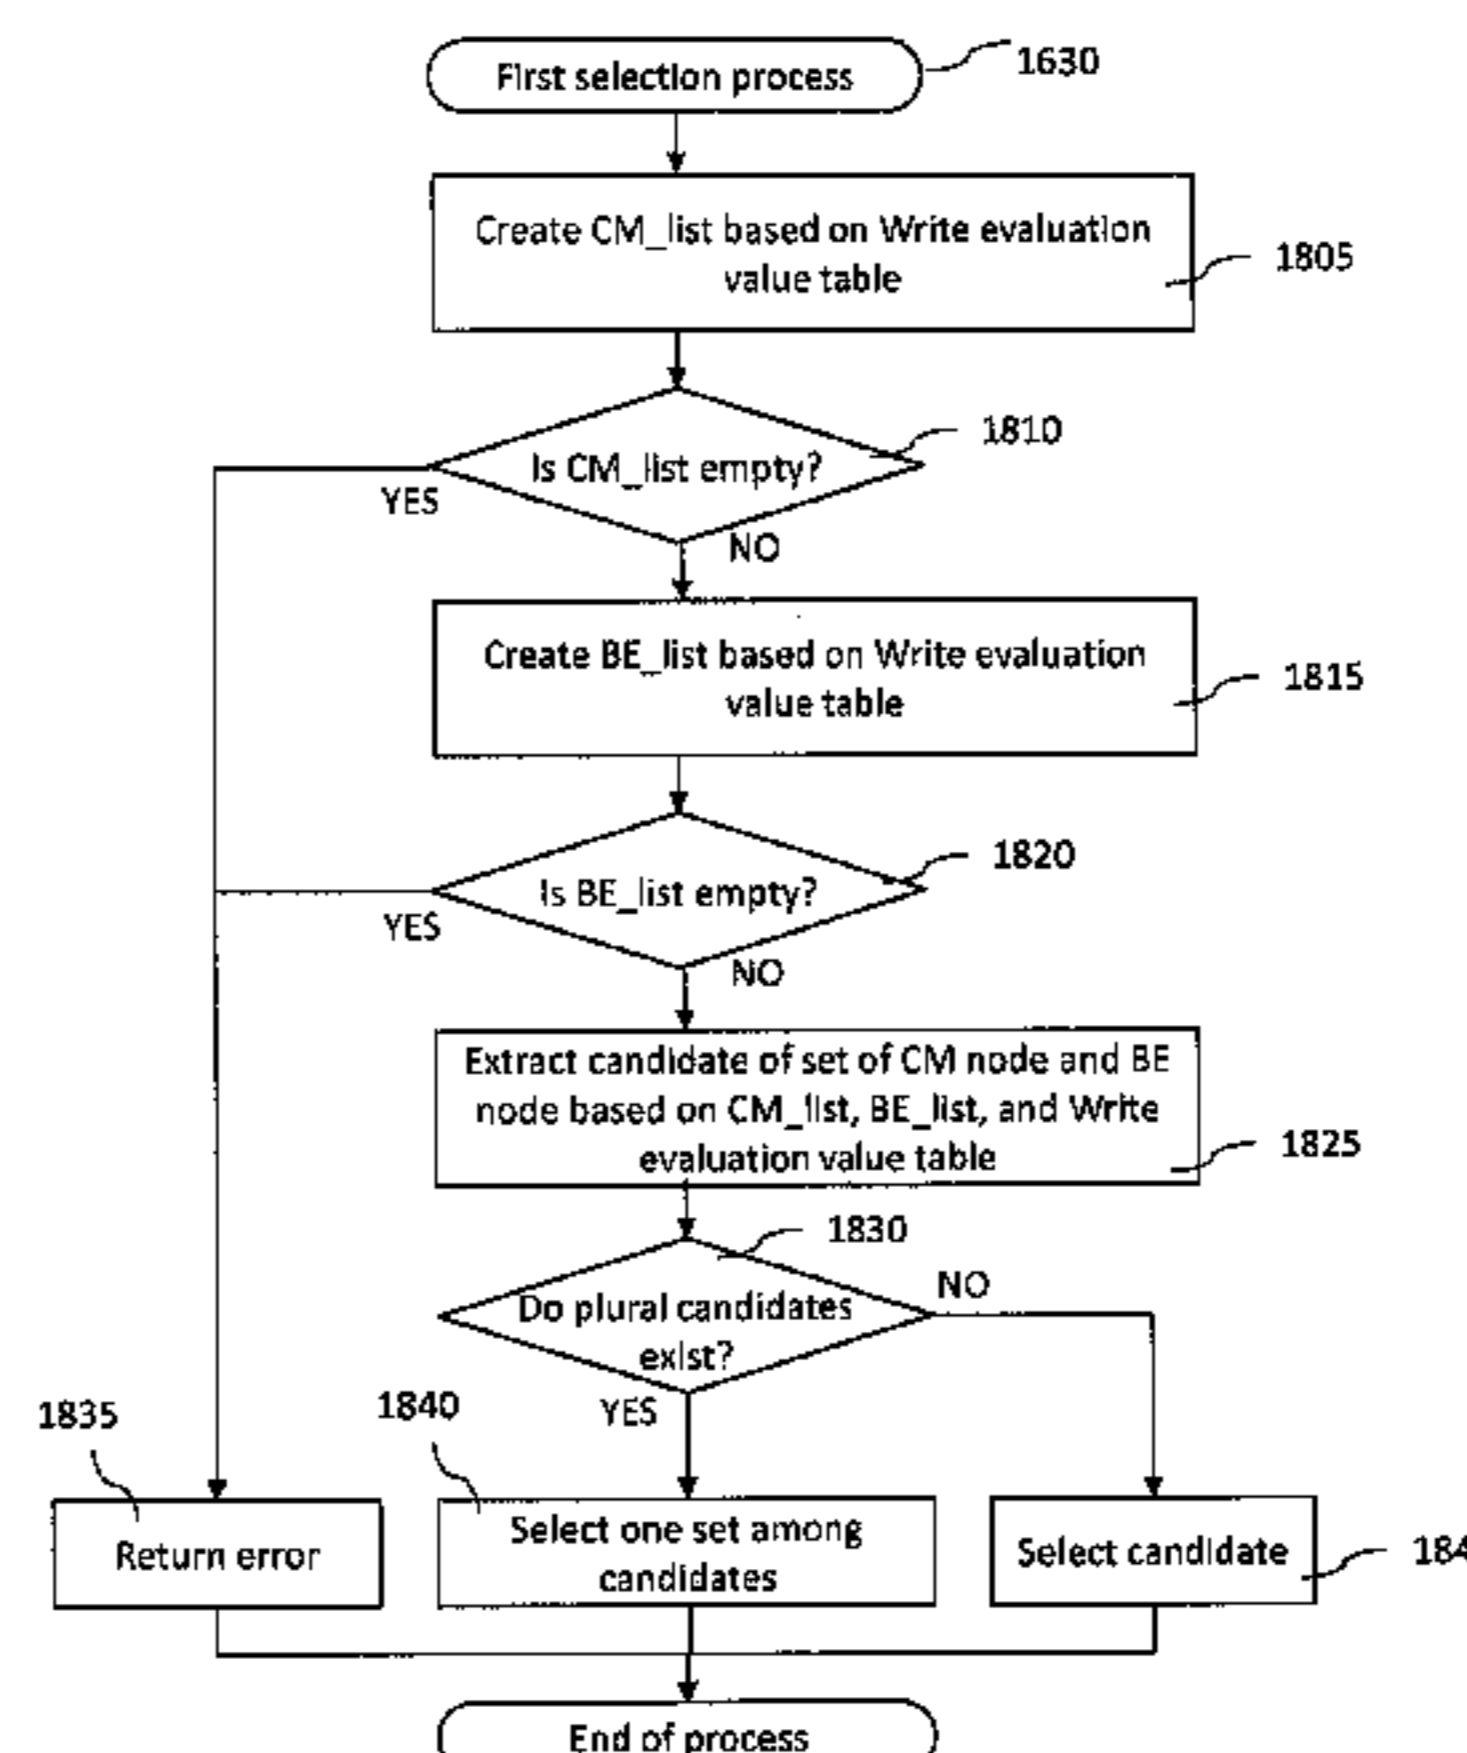 First selection process
1630
Create CM_list based on Write evaluation
value table
1805
Is CM_list empty?
1810
YES
NO
Create BE_list based on Write evaluation
value table
1815
Is BE_list empty?
1820
YES
NO
Extract candidate of set of CM node and BE
node based on CM_list, BE_list, and Write
evaluation value table
1825
1830
Do plural candidates
exist?
NO
YES
1835
1840
Return error
Select one set among
candidates
Select candidate
End of process